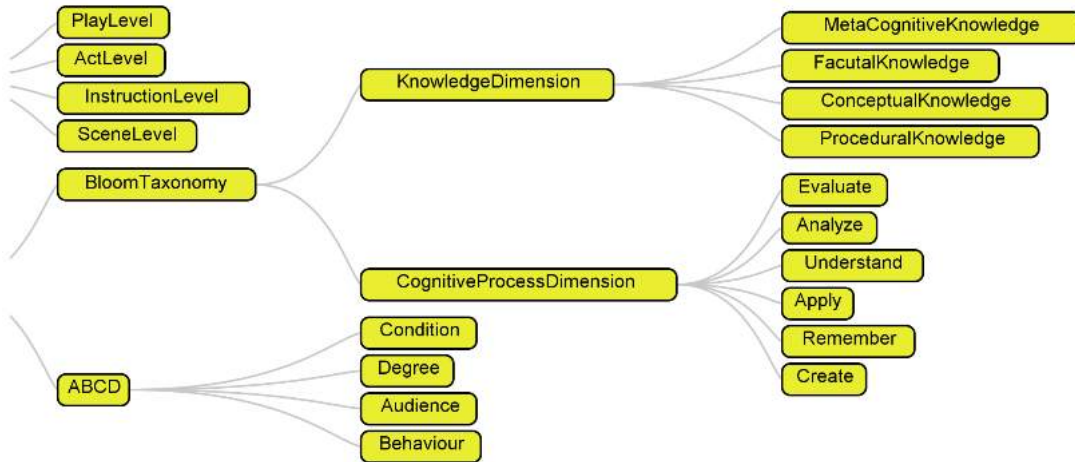 PlayLevel
ActLevel
InstructionLevel
SceneLevel
BloomTaxonomy
ABCD
KnowledgeDimension
CognitiveProcessDimension
Condition
Degree
Audience
Behaviour
MetaCognitiveKnowledge
FacutalKnowledge
ConceptualKnowledge
ProceduralKnowledge
Evaluate
Analyze
Understand
Apply
Remember
Create